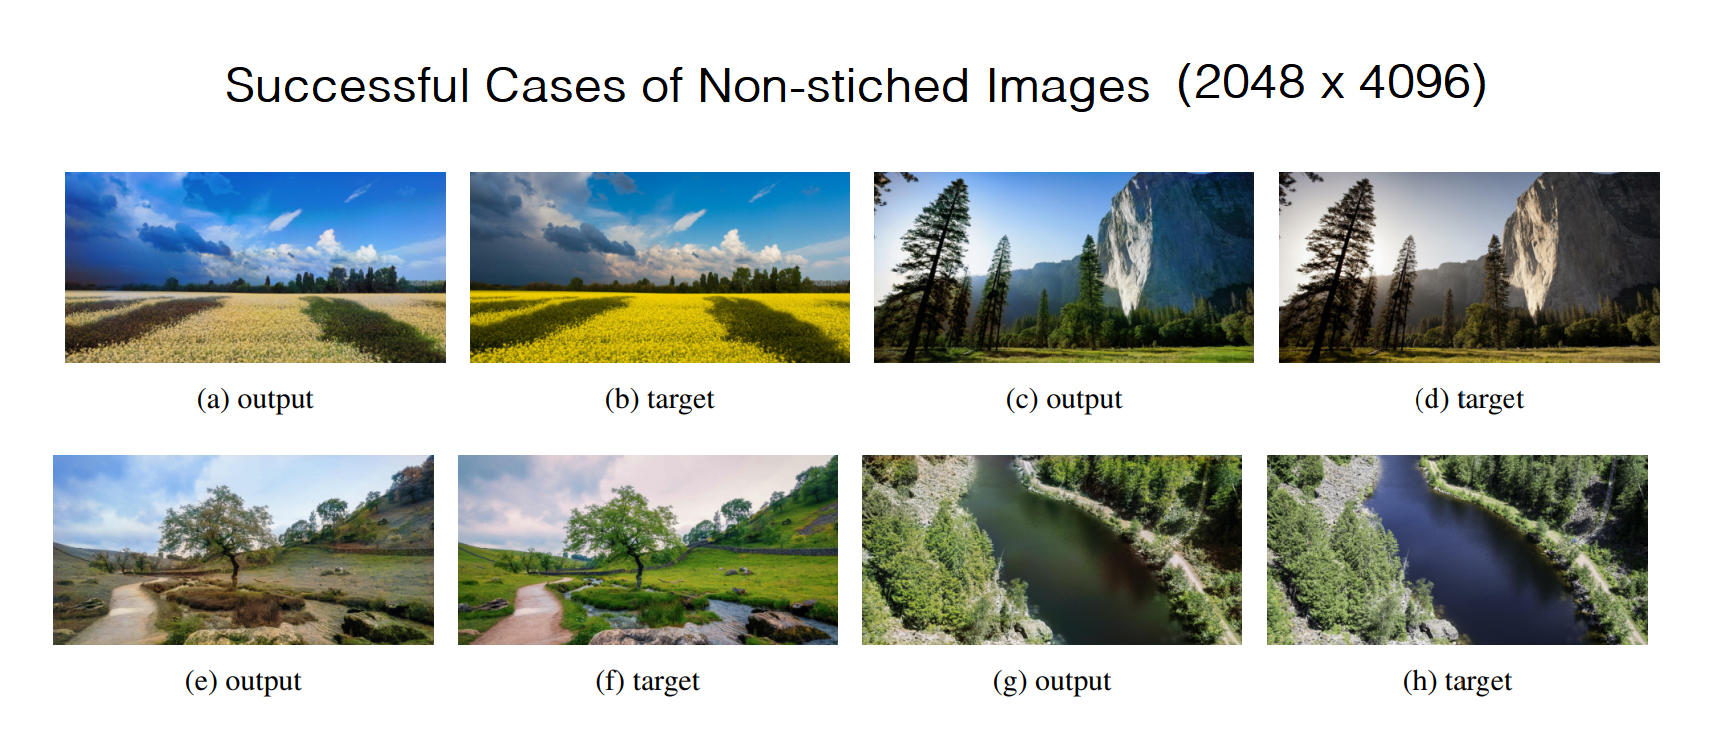 Successful Cases of Non-stiched Images (2048 x 4096)
(a) output
(b) target
(c) output
(d) target
(e) output
(f) target
(g) output
(h) target